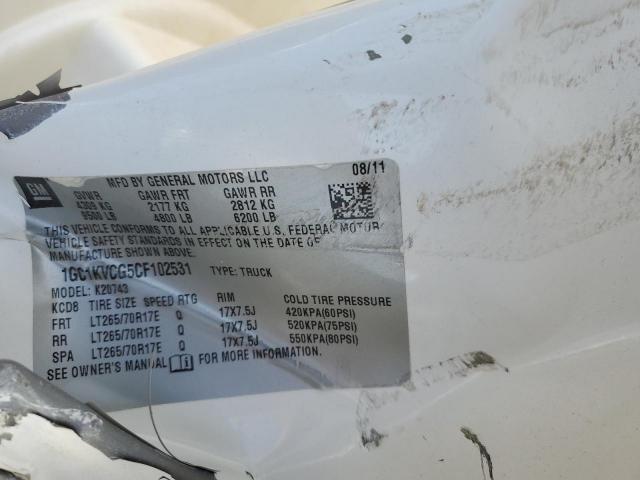 GM
MFD BY GENERAL MOTORS LLC 08/11
GVWR GAWR FRT GAWR RR
4309 KG 2177 KG 2812 KG
9500 LB 4800 LB 6200 LB
THIS VEHICLE CONFORMS TO ALL APPLICABLE U.S. FEDERAL MOTOR
VEHICLE SAFETY STANDARDS IN EFFECT ON THE DATE OF
MANUFACTURE SHOWN ABOVE.
1GC1KVCG5CF102531 TYPE: TRUCK
MODEL: K20743
KCD8 TIRE SIZE SPEED RTG RIM COLD TIRE PRESSURE
FRT LT265/70R17E Q 17X7.5J 420KPA(60PSI)
RR LT265/70R17E Q 17X7.5J 520KPA(75PSI)
SPA LT265/70R17E Q 17X7.5J 550KPA(80PSI)
SEE OWNER'S MANUAL FOR MORE INFORMATION.